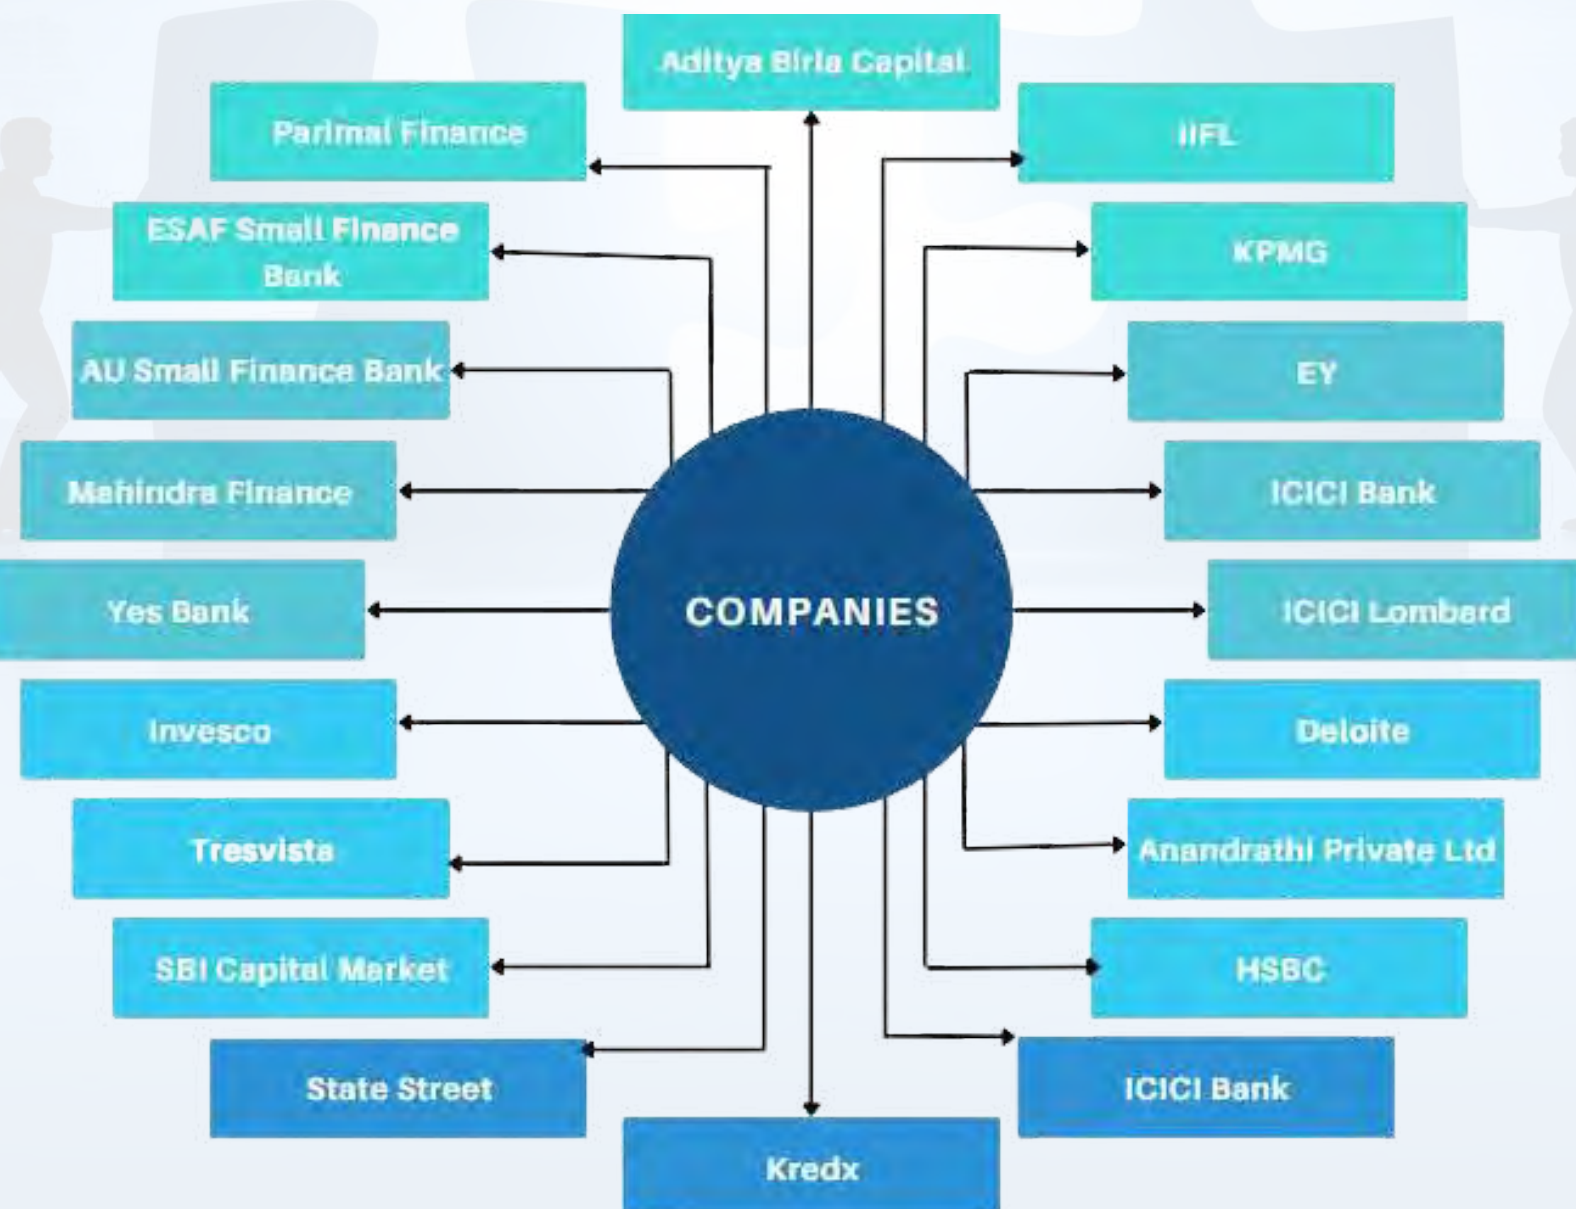 Aditya Birla Capital
Parimal Finance
IIFL
ESAF Small Finance
Bank
KPMG
AU Small Finance Bank
EY
Mahindra Finance
ICICI Bank
Yes Bank
COMPANIES
ICICI Lombard
Invesco
Deloite
Tresvista
Anandrathi Private Ltd
SBI Capital Market
HSBC
State Street
ICICI Bank
Kredx